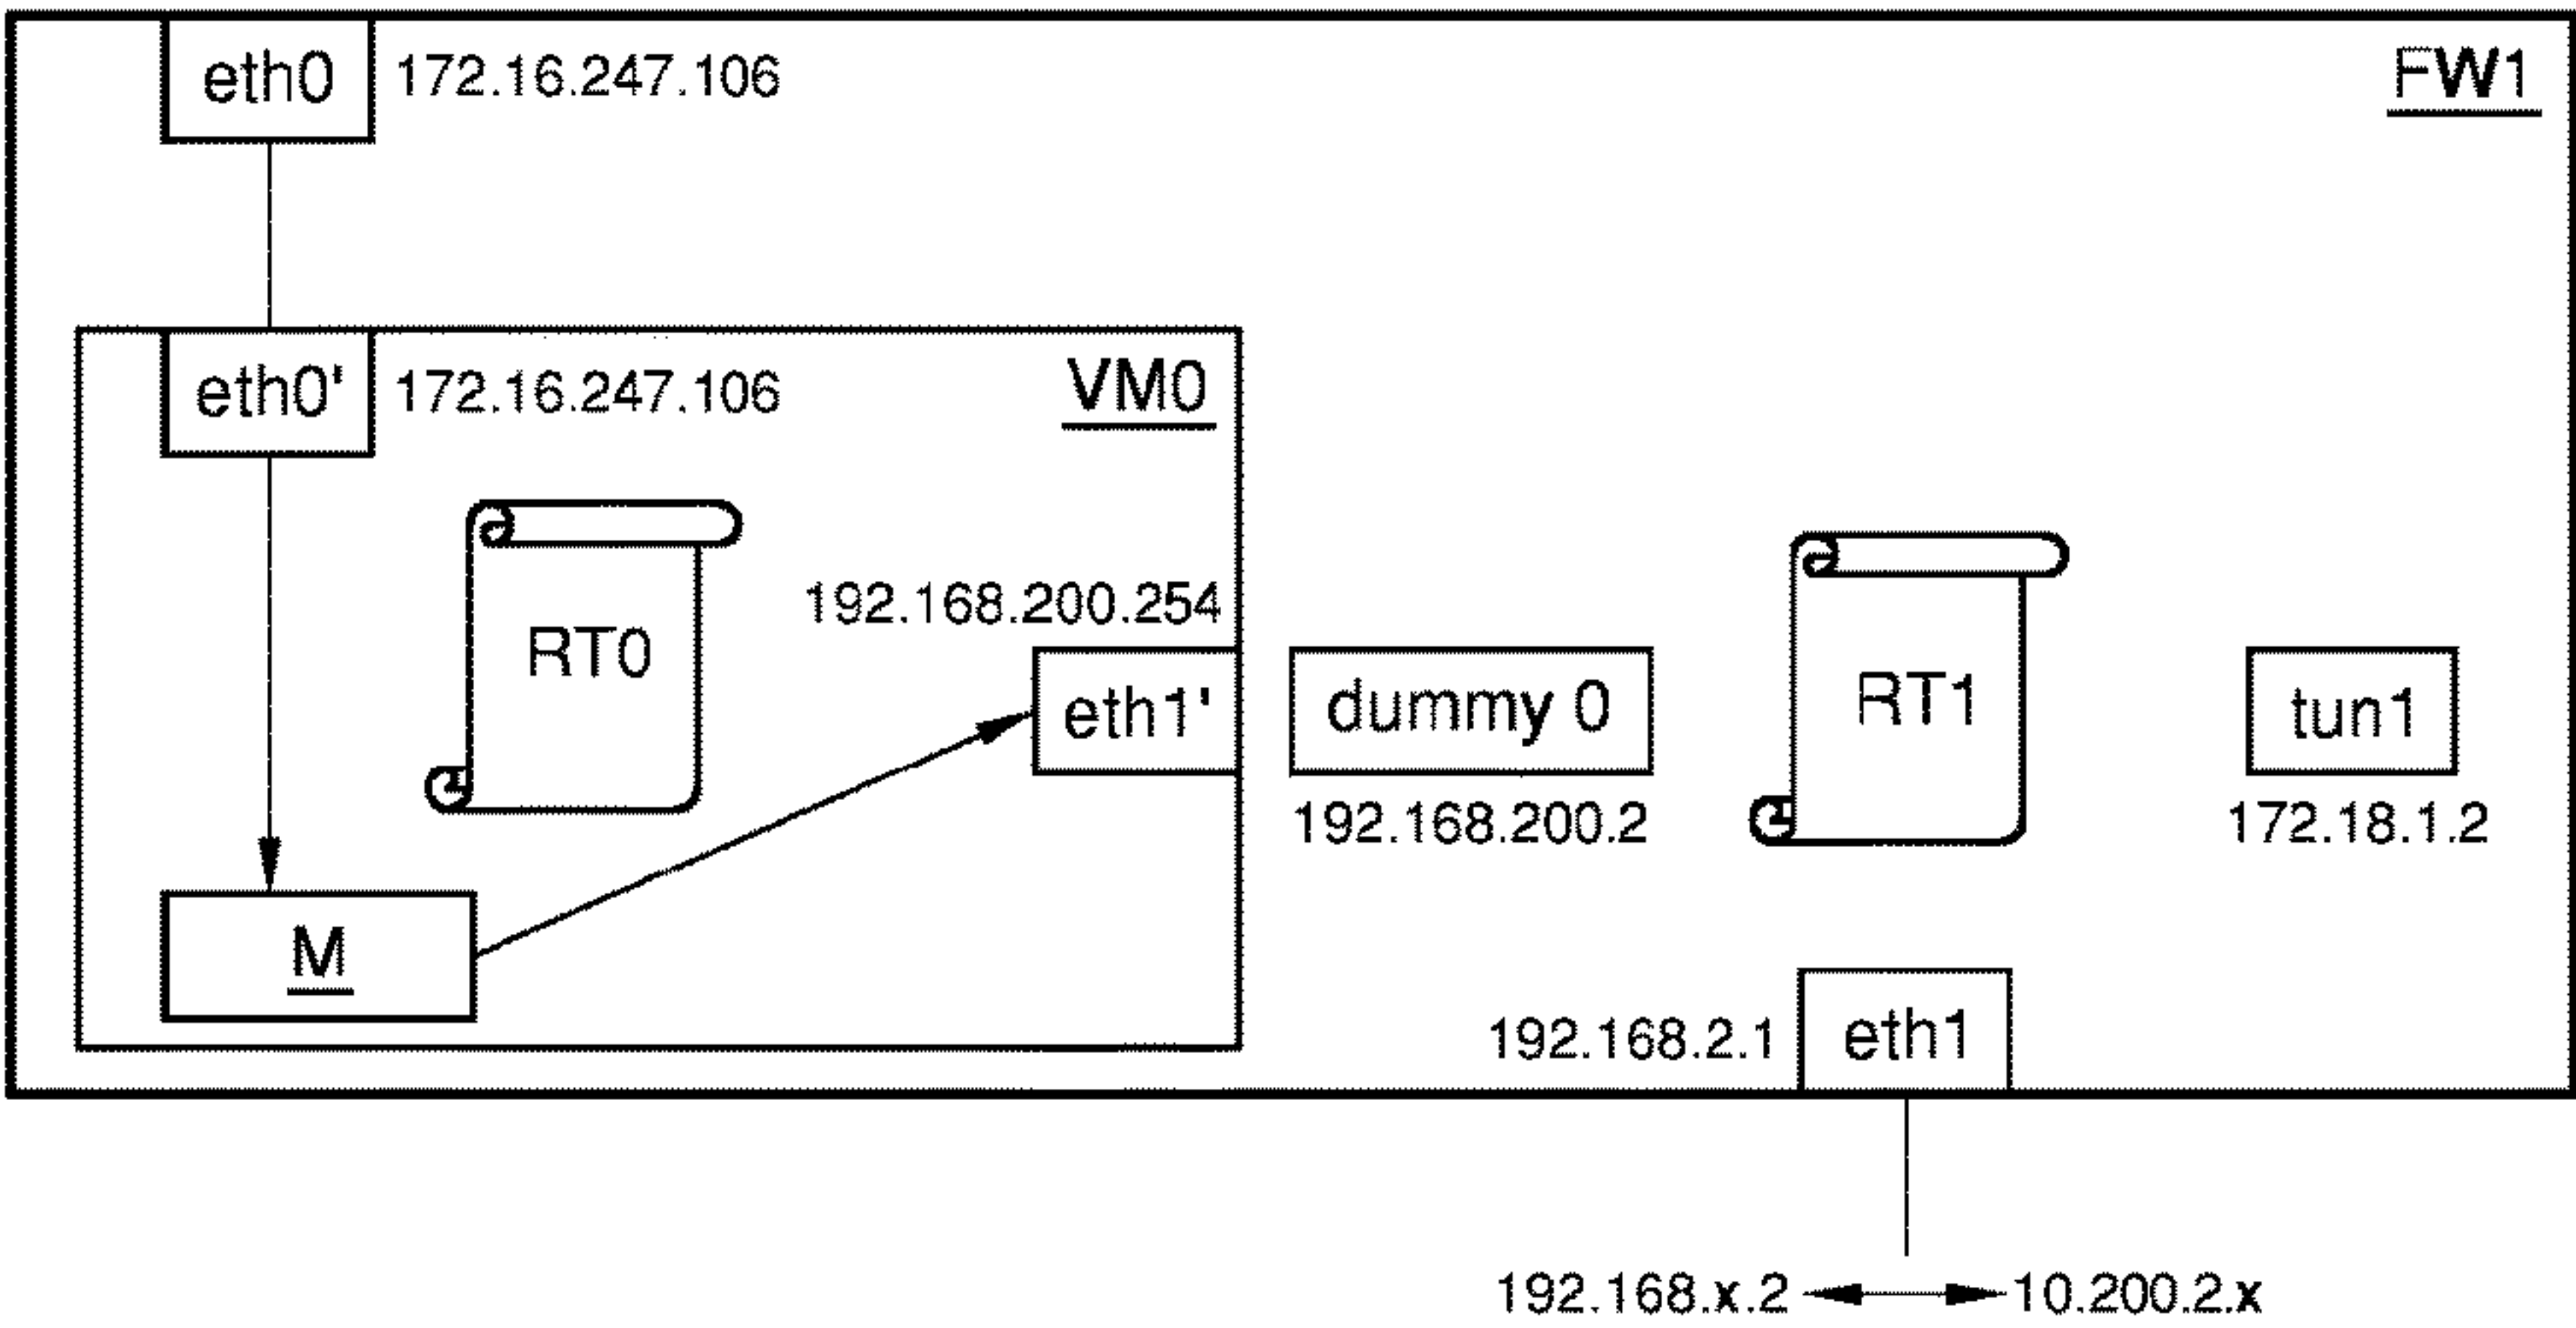 eth0 172.16.247.106 FW1
eth0' 172.16.247.106 VM0
RT0
192.168.200.254
eth1'
dummy 0
192.168.200.2
RT1
tun1
172.18.1.2
M
192.168.2.1 eth1
192.168.x.2 10.200.2.x